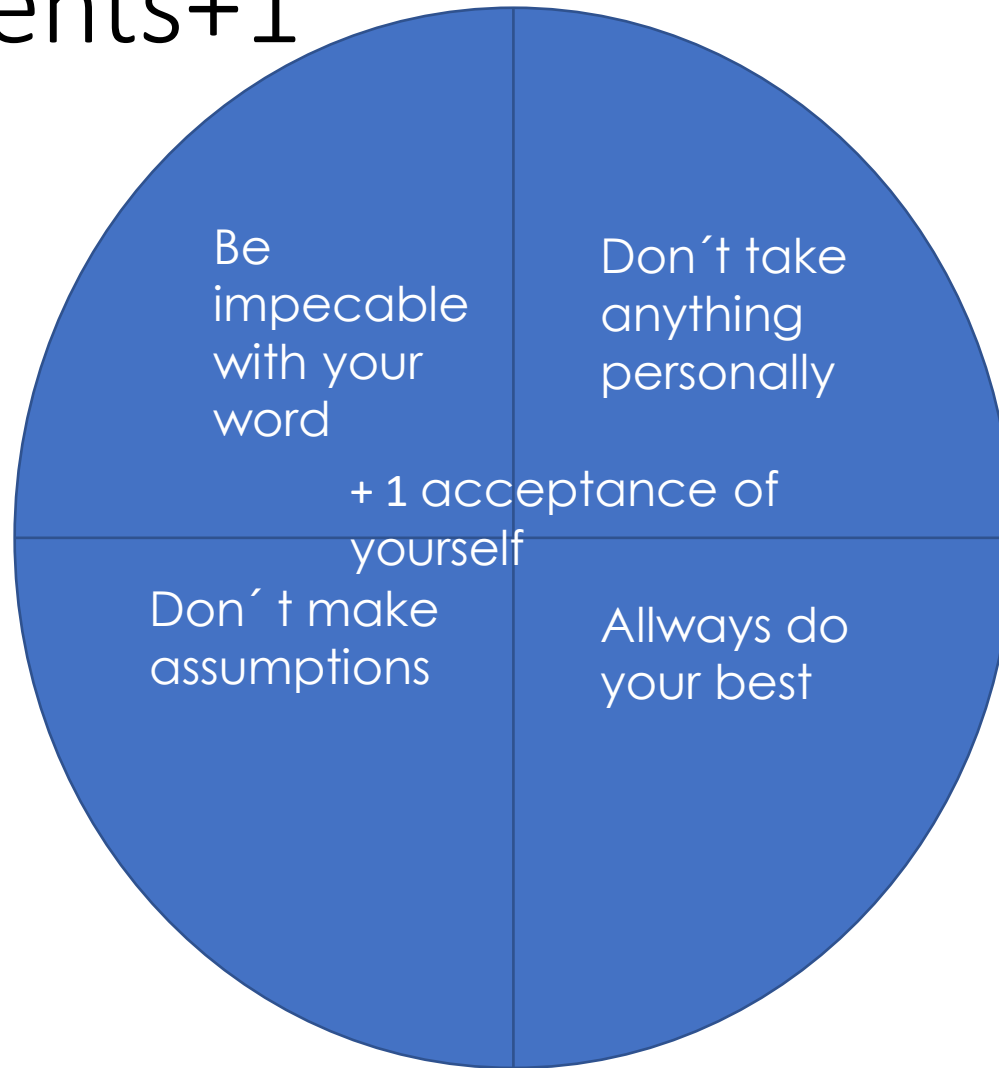 ents+1
Be
impecable
with your
word
Don´t take
anything
personally
+ 1 acceptance of
yourself
Don´ t make
assumptions
Allways do
your best